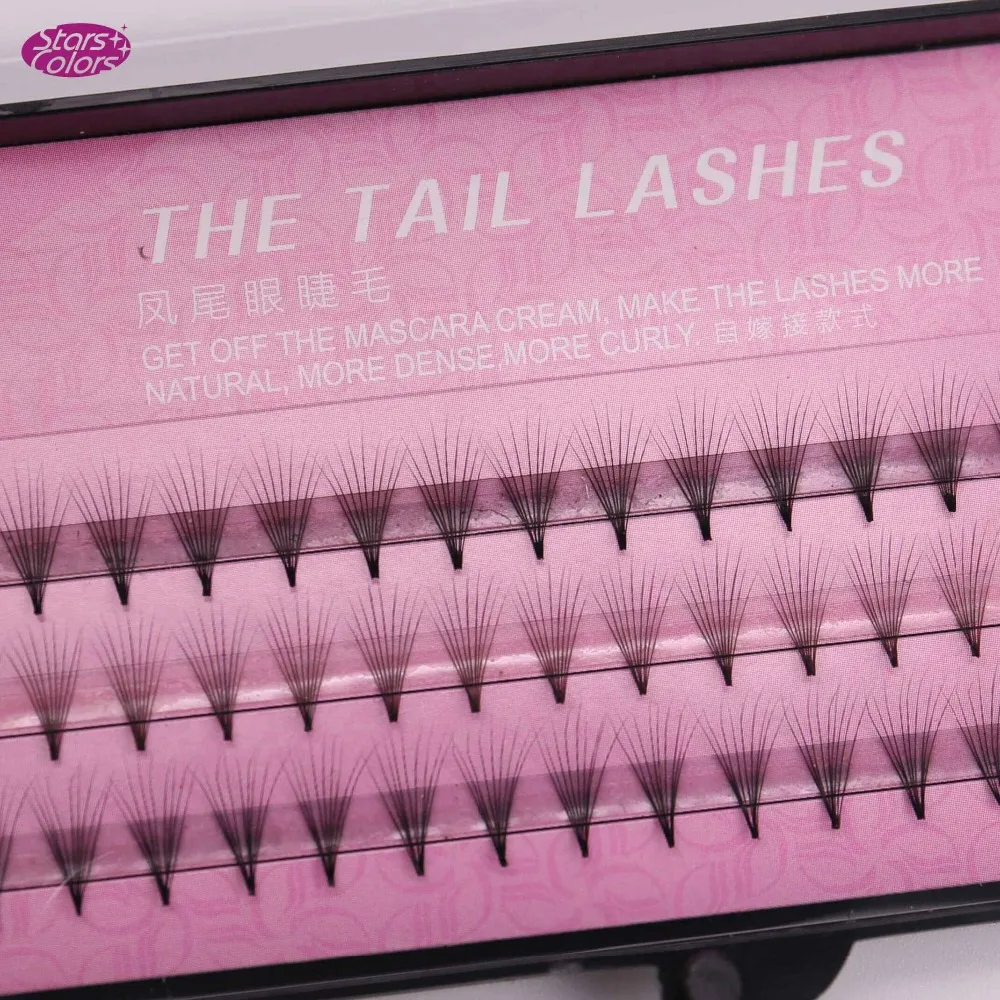 Stars
Colors
THE TAIL LASHES
凤尾眼睫毛
GET OFF THE MASCARA CREAM, MAKE THE LASHES MORE
NATURAL, MORE DENSE,MORE CURLY. 自嫁接款式